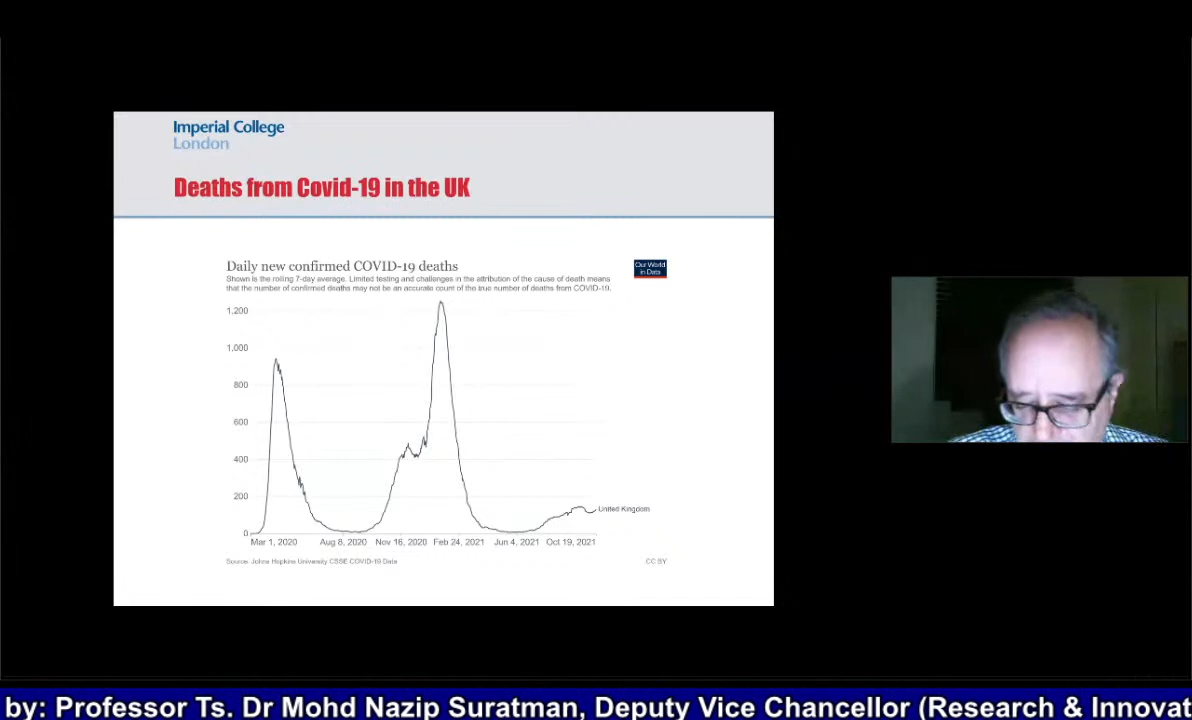 Imperial College
London
Deaths from Covid-19 in the UK
Daily new confirmed COVID-19 deaths
Shown is the rolling 7-day average. Limited testing and challenges in the attribution of the cause of death means
that the number of confirmed deaths may not be an accurate count of the true number of deaths from COVID-19.
Our World
in Data
1,200
1,000
800
600
400
200
0
United Kingdom
Mar 1, 2020 Aug 8, 2020 Nov 16, 2020 Feb 24, 2021 Jun 4, 2021 Oct 19, 2021
Source: Johns Hopkins University CSSE COVID-19 Data CC BY
by: Professor Ts. Dr Mohd Nazip Suratman, Deputy Vice Chancellor (Research & Innovat